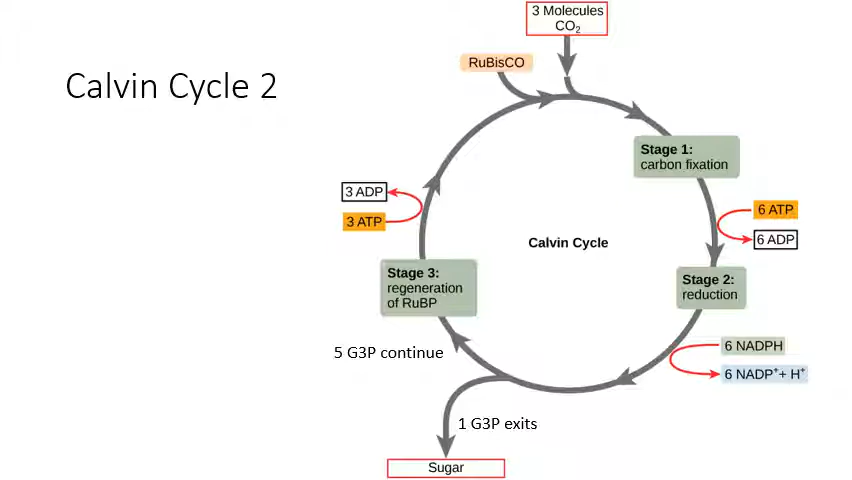 Calvin Cycle 2
3 Molecules
CO₂
RuBisCO
Stage 1:
carbon fixation
3 ADP
3 ATP
6 ATP
6 ADP
Calvin Cycle
Stage 3:
regeneration
of RuBP
Stage 2:
reduction
5 G3P continue
6 NADPH
6 NADP⁺+ H⁺
1 G3P exits
Sugar